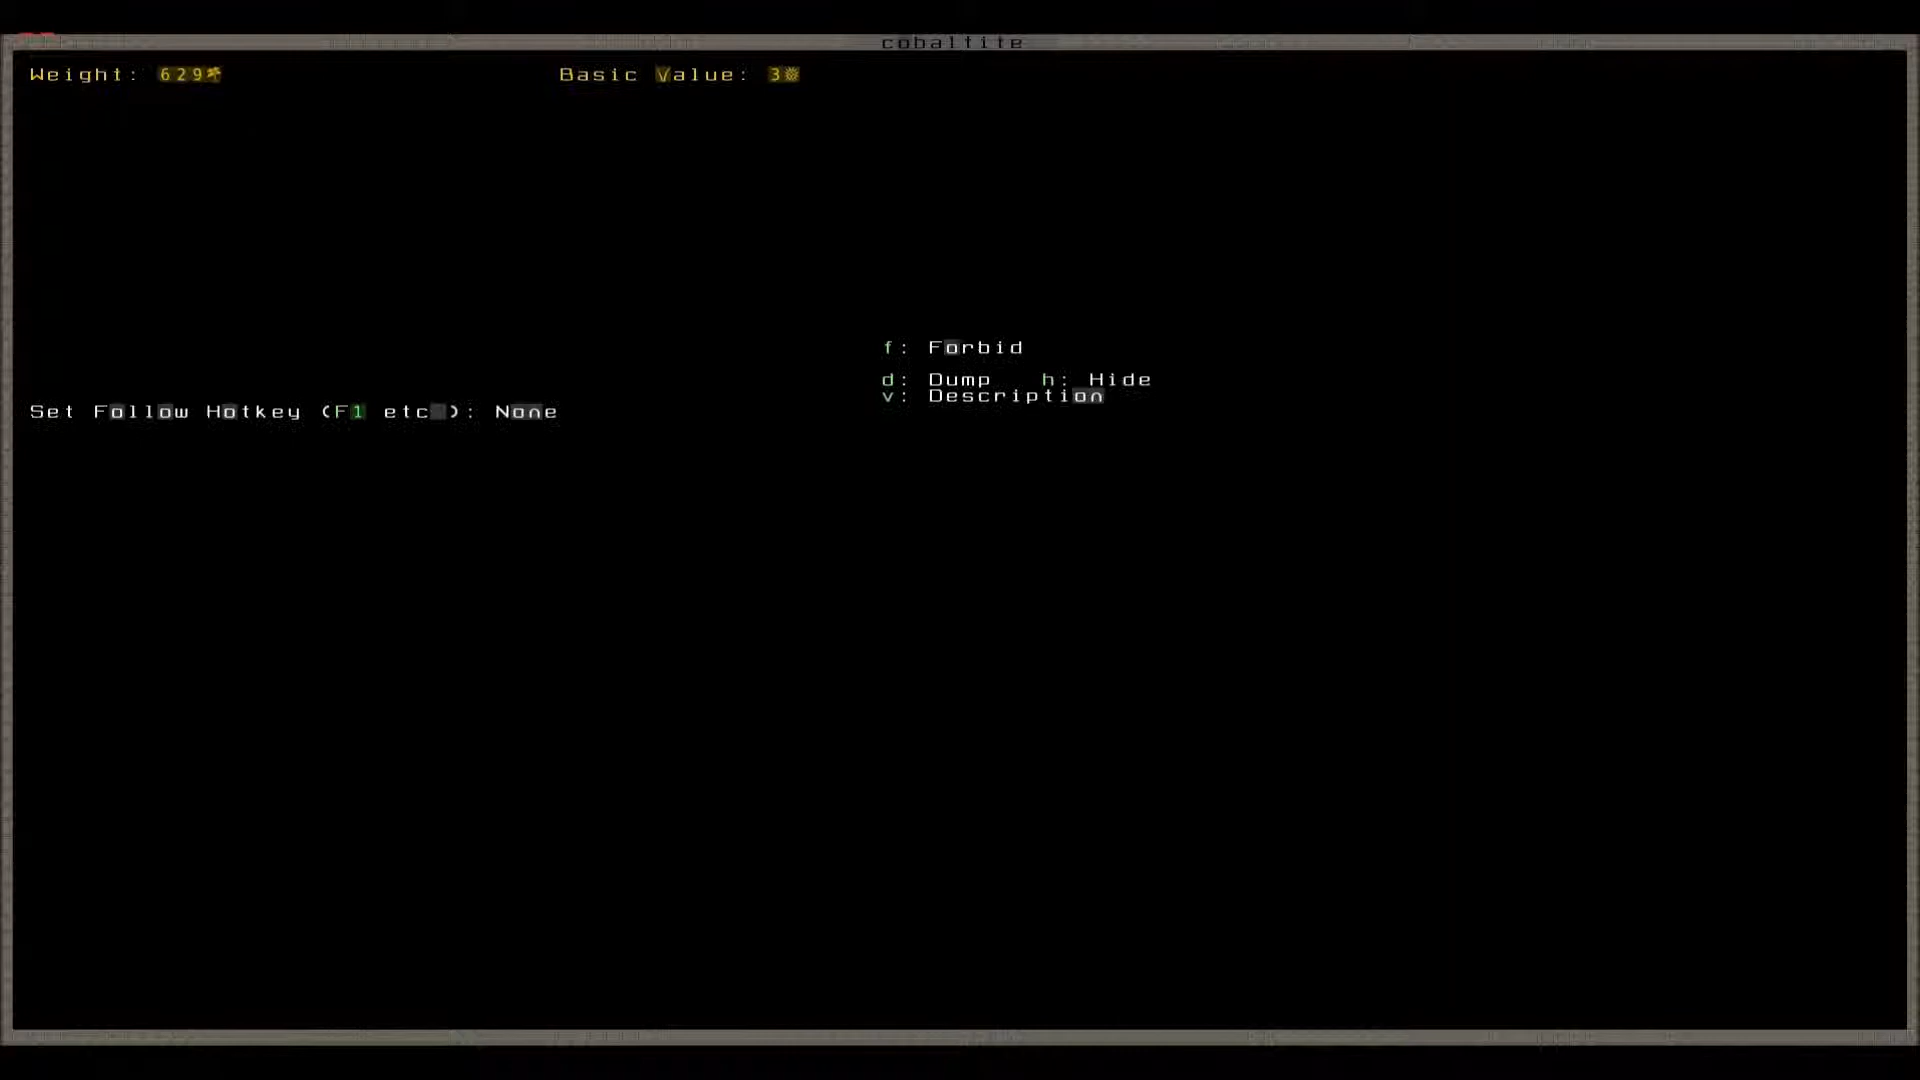 cobaltite
Weight: 629 Basic Value: 3☼
f: Forbid
d: Dump h: Hide
v: Description
Set Follow Hotkey (F1 etc.): None